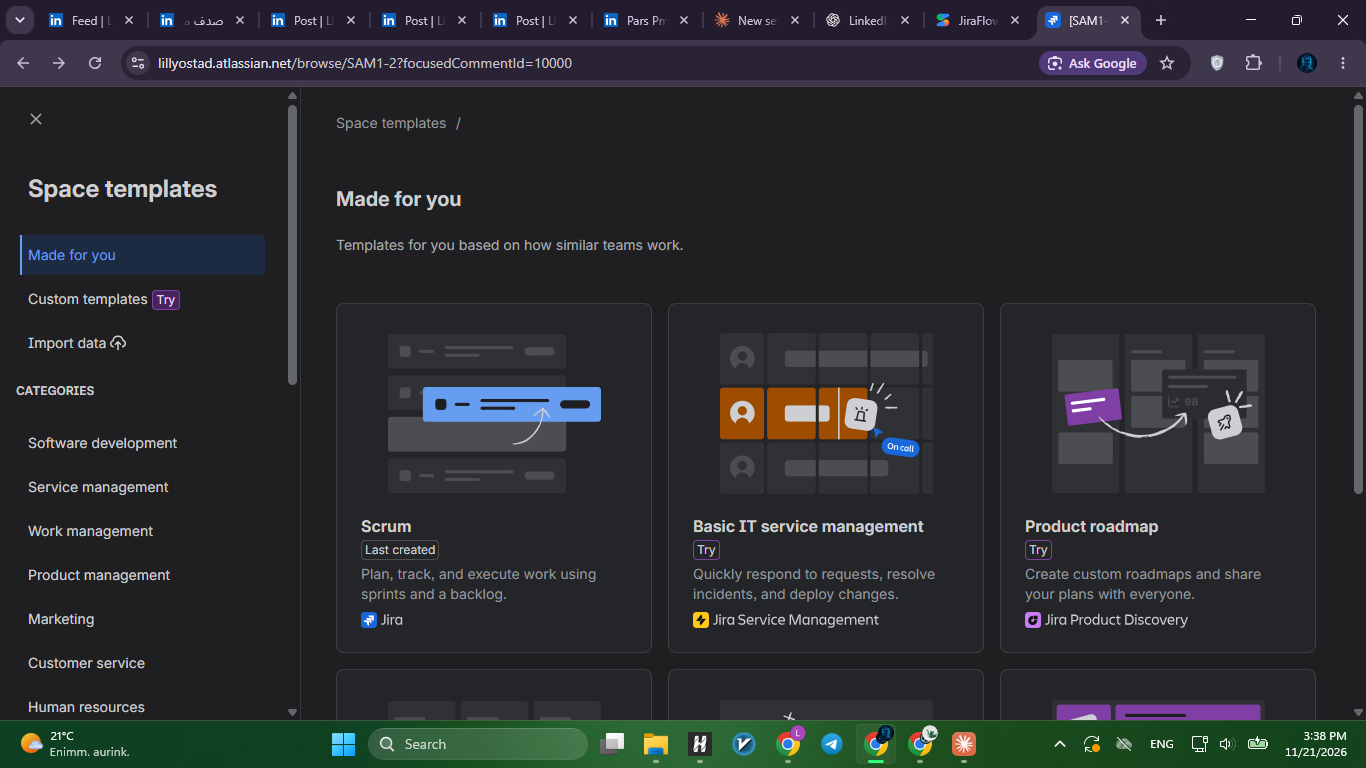 Feed | L
صدف م
Post | Li
Post | Li
Post | Li
Pars Pm
New se
LinkedI
JiraFlow
[SAM1-
lillyostad.atlassian.net/browse/SAM1-2?focusedCommentId=10000
Ask Google
Space templates
Made for you
Custom templates Try
Import data
CATEGORIES
Software development
Service management
Work management
Product management
Marketing
Customer service
Human resources
Space templates /
Made for you
Templates for you based on how similar teams work.
Scrum
Last created
Plan, track, and execute work using
sprints and a backlog.
Jira
On call
Basic IT service management
Try
Quickly respond to requests, resolve
incidents, and deploy changes.
Jira Service Management
98
Product roadmap
Try
Create custom roadmaps and share
your plans with everyone.
Jira Product Discovery
21°C
Enimm. aurink.
Search
L
ENG
3:38 PM
11/21/2026